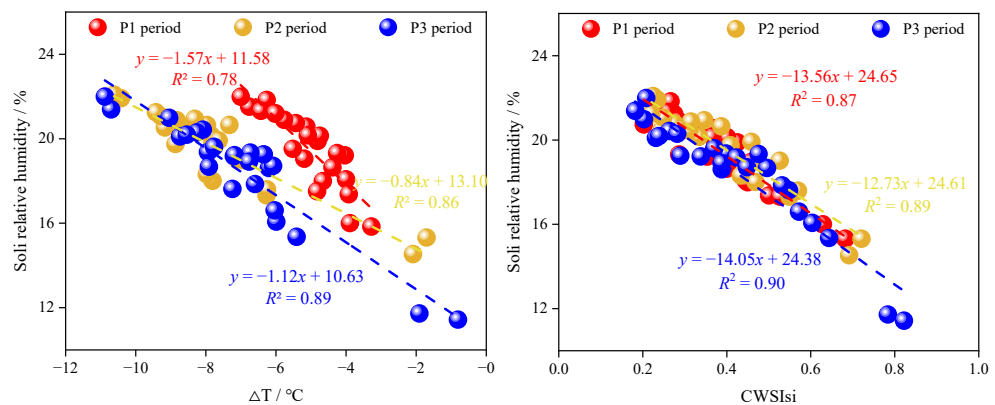 P1 period P2 period P3 period
y = −1.57x + 11.58
R² = 0.78
−0.84x + 13.10
R² = 0.86
y = −1.12x + 10.63
R² = 0.89
24
20
16
12
−12 −10 −8 −6 −4 −2 −0
Soli relative humidity / %
△T / °C
P1 period P2 period P3 period
−13.56x + 24.65
R² = 0.87
−12.73x + 24.61
R² = 0.89
y = −14.05x + 24.38
R² = 0.90
24
20
16
12
0.0 0.2 0.4 0.6 0.8 1.0
Soli relative humidity / %
CWSIsi